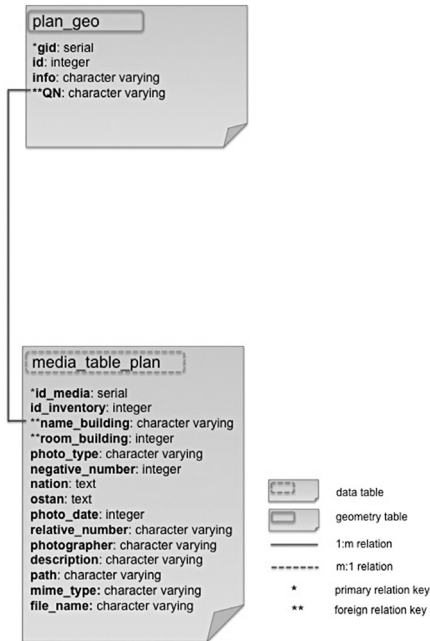 plan_geo
*gid: serial
id: integer
info: character varying
**QN: character varying
media_table_plan
*id_media: serial
id_inventory: integer
**name_building: character varying
**room_building: integer
photo_type: character varying
negative_number: integer
nation: text
ostan: text
photo_date: integer
relative_number: character varying
photographer: character varying
description: character varying
path: character varying
mime_type: character varying
file_name: character varying
data table
geometry table
1:m relation
m:1 relation
* primary relation key
** foreign relation key